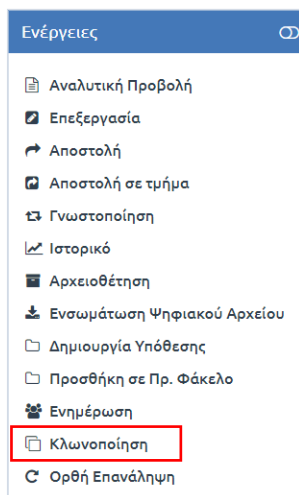 Ενέργειες
Αναλυτική Προβολή
Επεξεργασία
Αποστολή
Αποστολή σε τμήμα
Γνωστοποίηση
Ιστορικό
Αρχειοθέτηση
Ενσωμάτωση Ψηφιακού Αρχείου
Δημιουργία Υπόθεσης
Προσθήκη σε Πρ. Φάκελο
Ενημέρωση
Κλωνοποίηση
Ορθή Επανάληψη